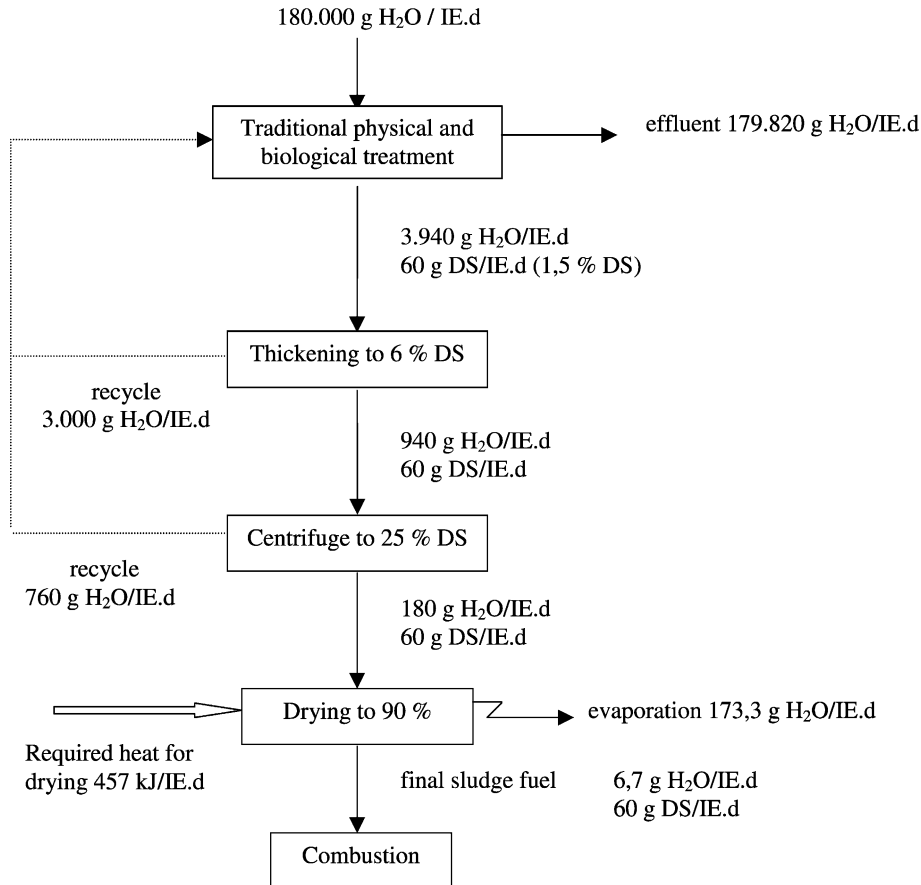 180.000 g H₂O / IE.d
Traditional physical and
biological treatment
effluent 179.820 g H₂O/IE.d
3.940 g H₂O/IE.d
60 g DS/IE.d (1,5 % DS)
Thickening to 6 % DS
recycle
3.000 g H₂O/IE.d
940 g H₂O/IE.d
60 g DS/IE.d
Centrifuge to 25 % DS
recycle
760 g H₂O/IE.d
180 g H₂O/IE.d
60 g DS/IE.d
Drying to 90 %
evaporation 173,3 g H₂O/IE.d
Required heat for
drying 457 kJ/IE.d
final sludge fuel
6,7 g H₂O/IE.d
60 g DS/IE.d
Combustion